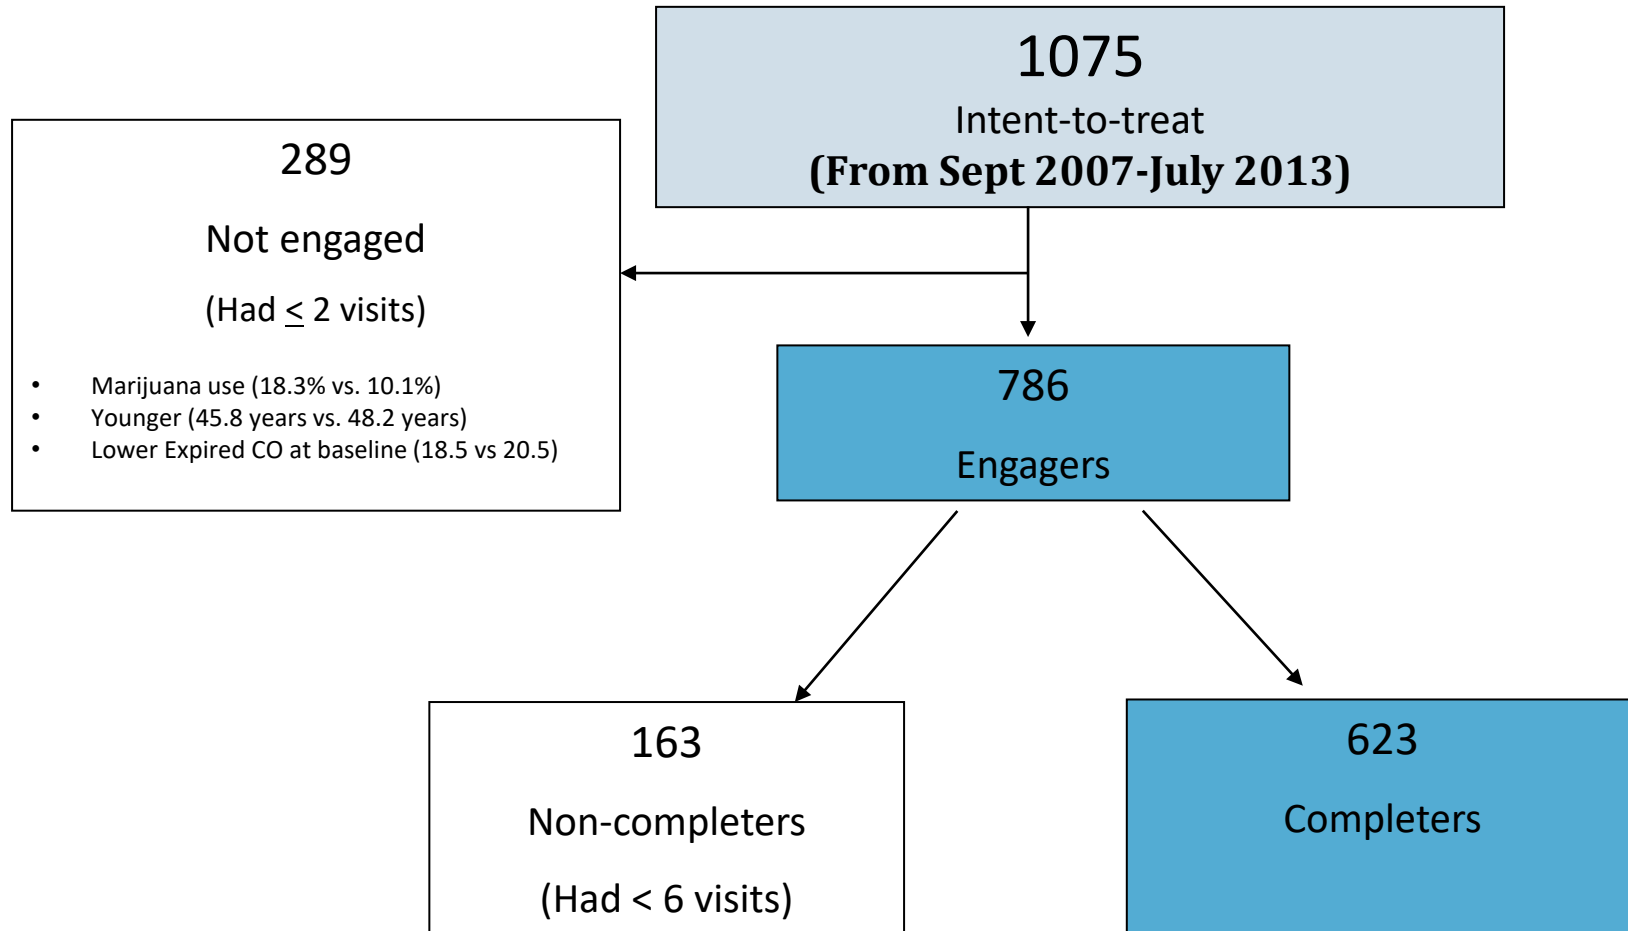 1075
Intent-to-treat
(From Sept 2007-July 2013)
289
Not engaged
(Had ≤ 2 visits)
• Marijuana use (18.3% vs. 10.1%)
• Younger (45.8 years vs. 48.2 years)
• Lower Expired CO at baseline (18.5 vs 20.5)
786
Engagers
163
Non-completers
(Had < 6 visits)
623
Completers